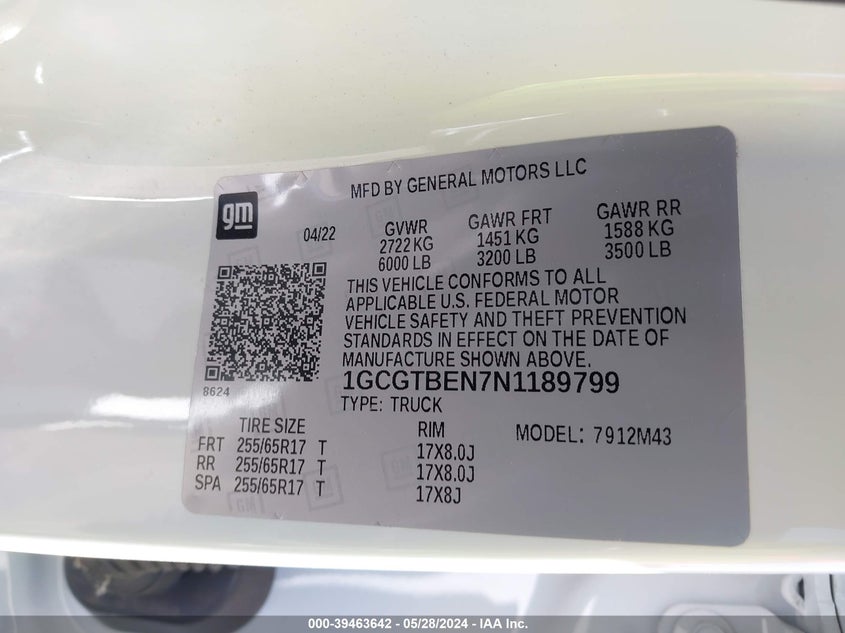 MFD BY GENERAL MOTORS LLC
gm
04/22
GVWR GAWR FRT GAWR RR
2722 KG 1451 KG 1588 KG
6000 LB 3200 LB 3500 LB
THIS VEHICLE CONFORMS TO ALL
APPLICABLE U.S. FEDERAL MOTOR
VEHICLE SAFETY AND THEFT PREVENTION
STANDARDS IN EFFECT ON THE DATE OF
MANUFACTURE SHOWN ABOVE.
8624
1GCGTBEN7N1189799
TYPE: TRUCK
TIRE SIZE RIM MODEL: 7912M43
FRT 255/65R17 T 17X8.0J
RR 255/65R17 T 17X8.0J
SPA 255/65R17 T 17X8J
000-39463642 - 05/28/2024 - IAA Inc.